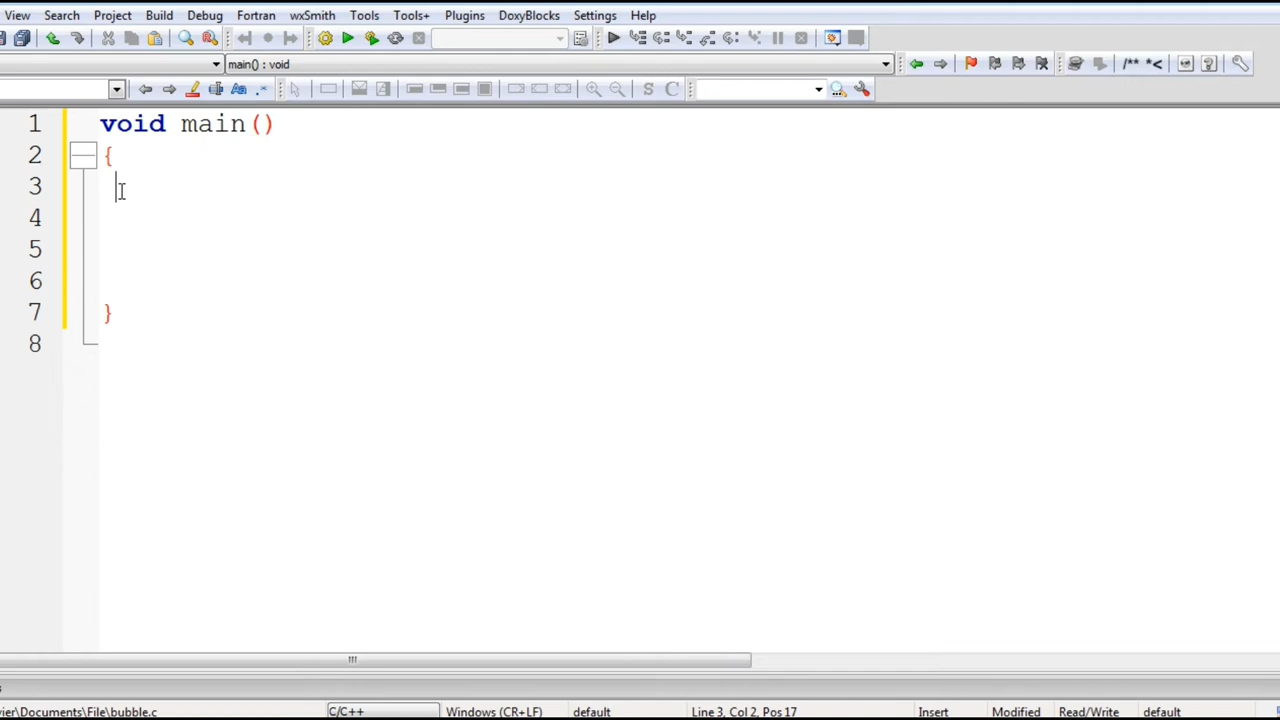 View Search Project Build Debug Fortran wxSmith Tools Tools+ Plugins DoxyBlocks Settings Help
main() : void
/** *<
Aa .*
S C
1 void main()
2 {
3
4
5
6
7 }
8
vier\Documents\File\bubble.c C/C++ Windows (CR+LF) default Line 3, Col 2, Pos 17 Insert Modified Read/Write default